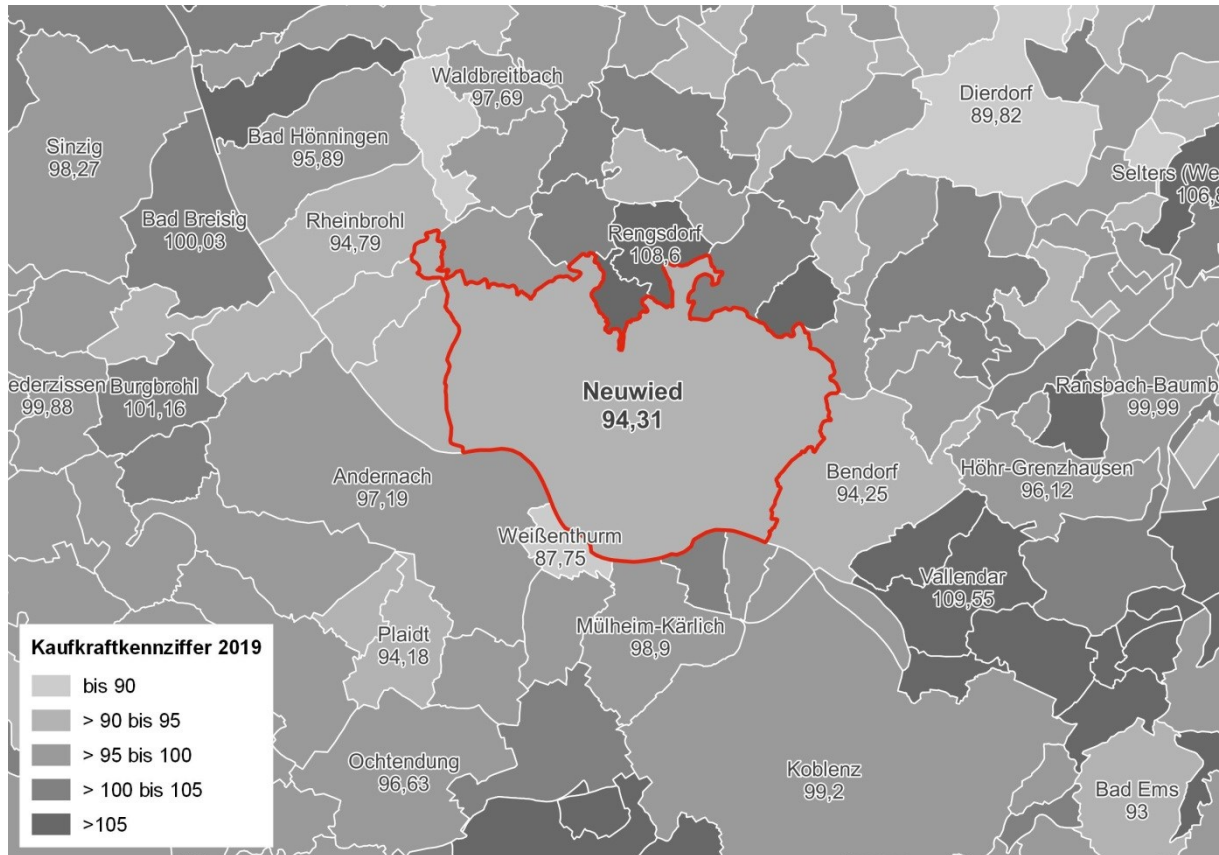 Waldbreitbach
97,69
Dierdorf
89,82
Sinzig
98,27
Bad Hönningen
95,89
Selters (We
106,8
Bad Breisig
100,03
Rheinbrohl
94,79
Rengsdorf
108,6
ederzissen
99,88
Burgbrohl
101,16
Neuwied
94,31
Ransbach-Baumb
99,99
Andernach
97,19
Bendorf
94,25
Höhr-Grenzhausen
96,12
Weißenthurm
87,75
Vallendar
109,55
Plaidt
94,18
Mülheim-Kärlich
98,9
Ochtendung
96,63
Koblenz
99,2
Bad Ems
93
Kaufkraftkennziffer 2019
bis 90
> 90 bis 95
> 95 bis 100
> 100 bis 105
>105